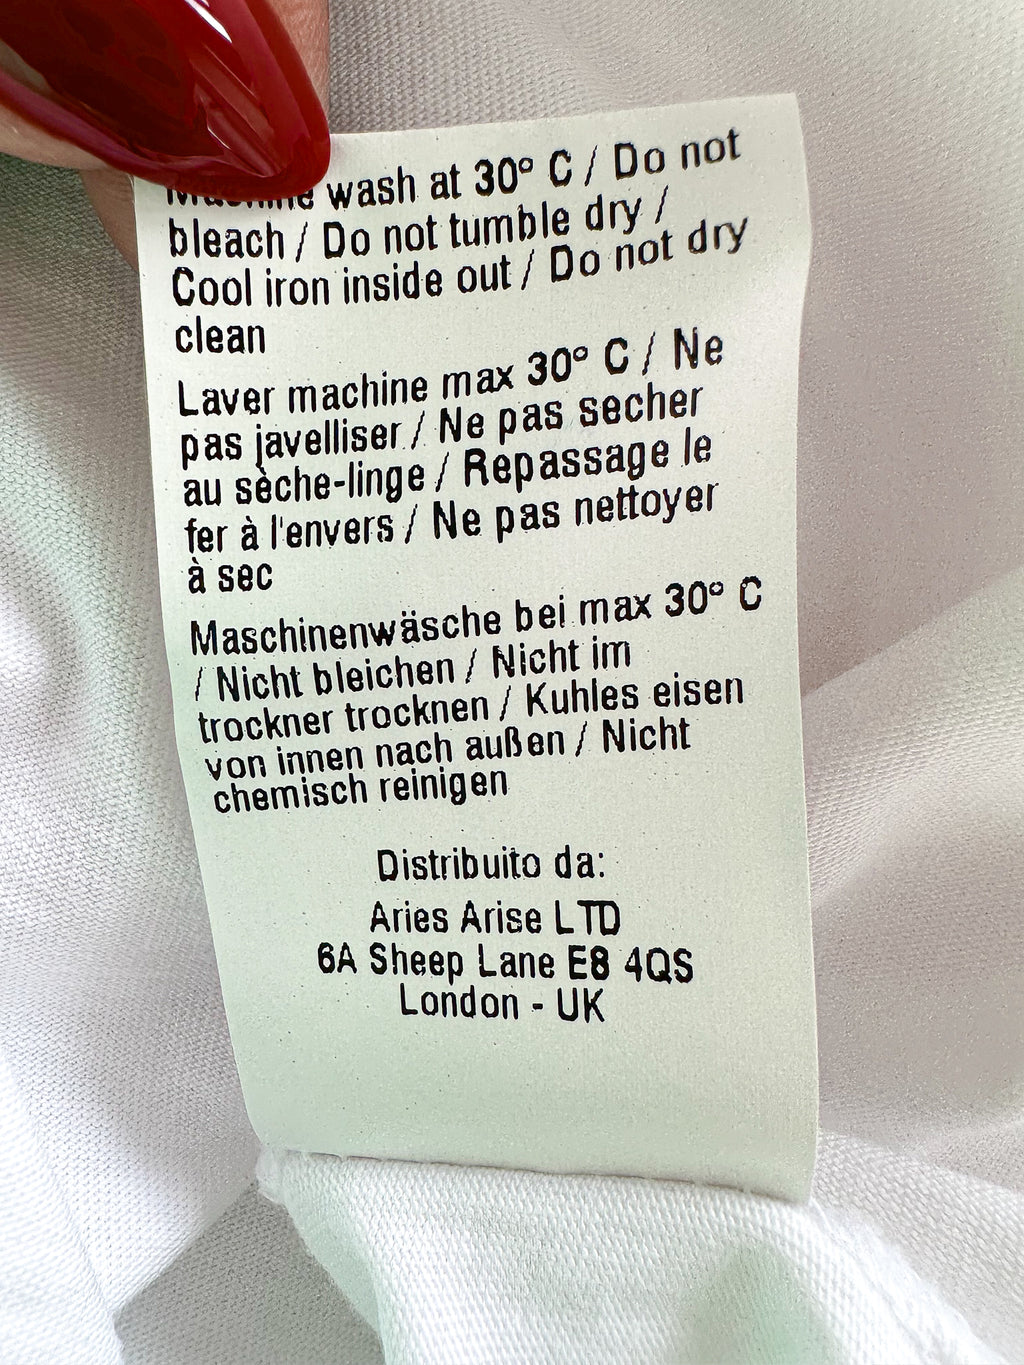 Machine wash at 30° C / Do not
bleach / Do not tumble dry /
Cool iron inside out / Do not dry
clean
Laver machine max 30° C / Ne
pas javelliser / Ne pas secher
au sèche-linge / Repassage le
fer à l'envers / Ne pas nettoyer
à sec
Maschinenwäsche bei max 30° C
/ Nicht bleichen / Nicht im
trockner trocknen / Kuhles eisen
von innen nach außen / Nicht
chemisch reinigen
Distribuito da:
Aries Arise LTD
6A Sheep Lane E8 4QS
London - UK